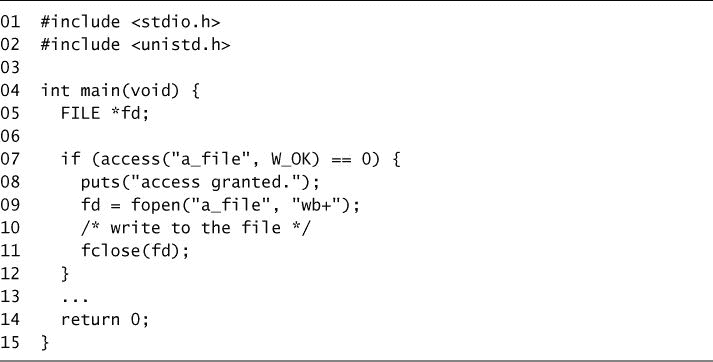 01 #include <stdio.h>
02 #include <unistd.h>
03
04 int main(void) {
05   FILE *fd;
06
07   if (access("a_file", W_OK) == 0) {
08     puts("access granted.");
09     fd = fopen("a_file", "wb+");
10     /* write to the file */
11     fclose(fd);
12   }
13   ...
14   return 0;
15 }